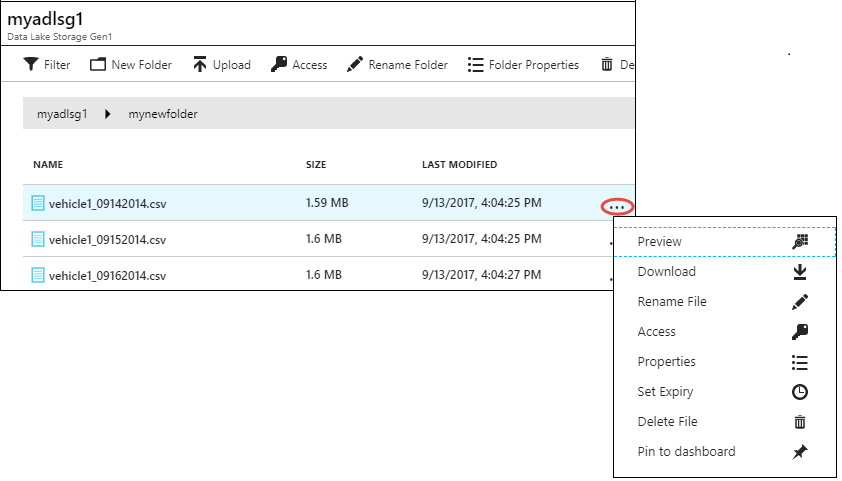 myadlsg1
Data Lake Storage Gen1
Filter New Folder Upload Access Rename Folder Folder Properties De
myadlsg1 mynewfolder
NAME SIZE LAST MODIFIED
vehicle1_09142014.csv 1.59 MB 9/13/2017, 4:04:25 PM ...
vehicle1_09152014.csv 1.6 MB 9/13/2017, 4:04:25 PM
vehicle1_09162014.csv 1.6 MB 9/13/2017, 4:04:27 PM
Preview
Download
Rename File
Access
Properties
Set Expiry
Delete File
Pin to dashboard